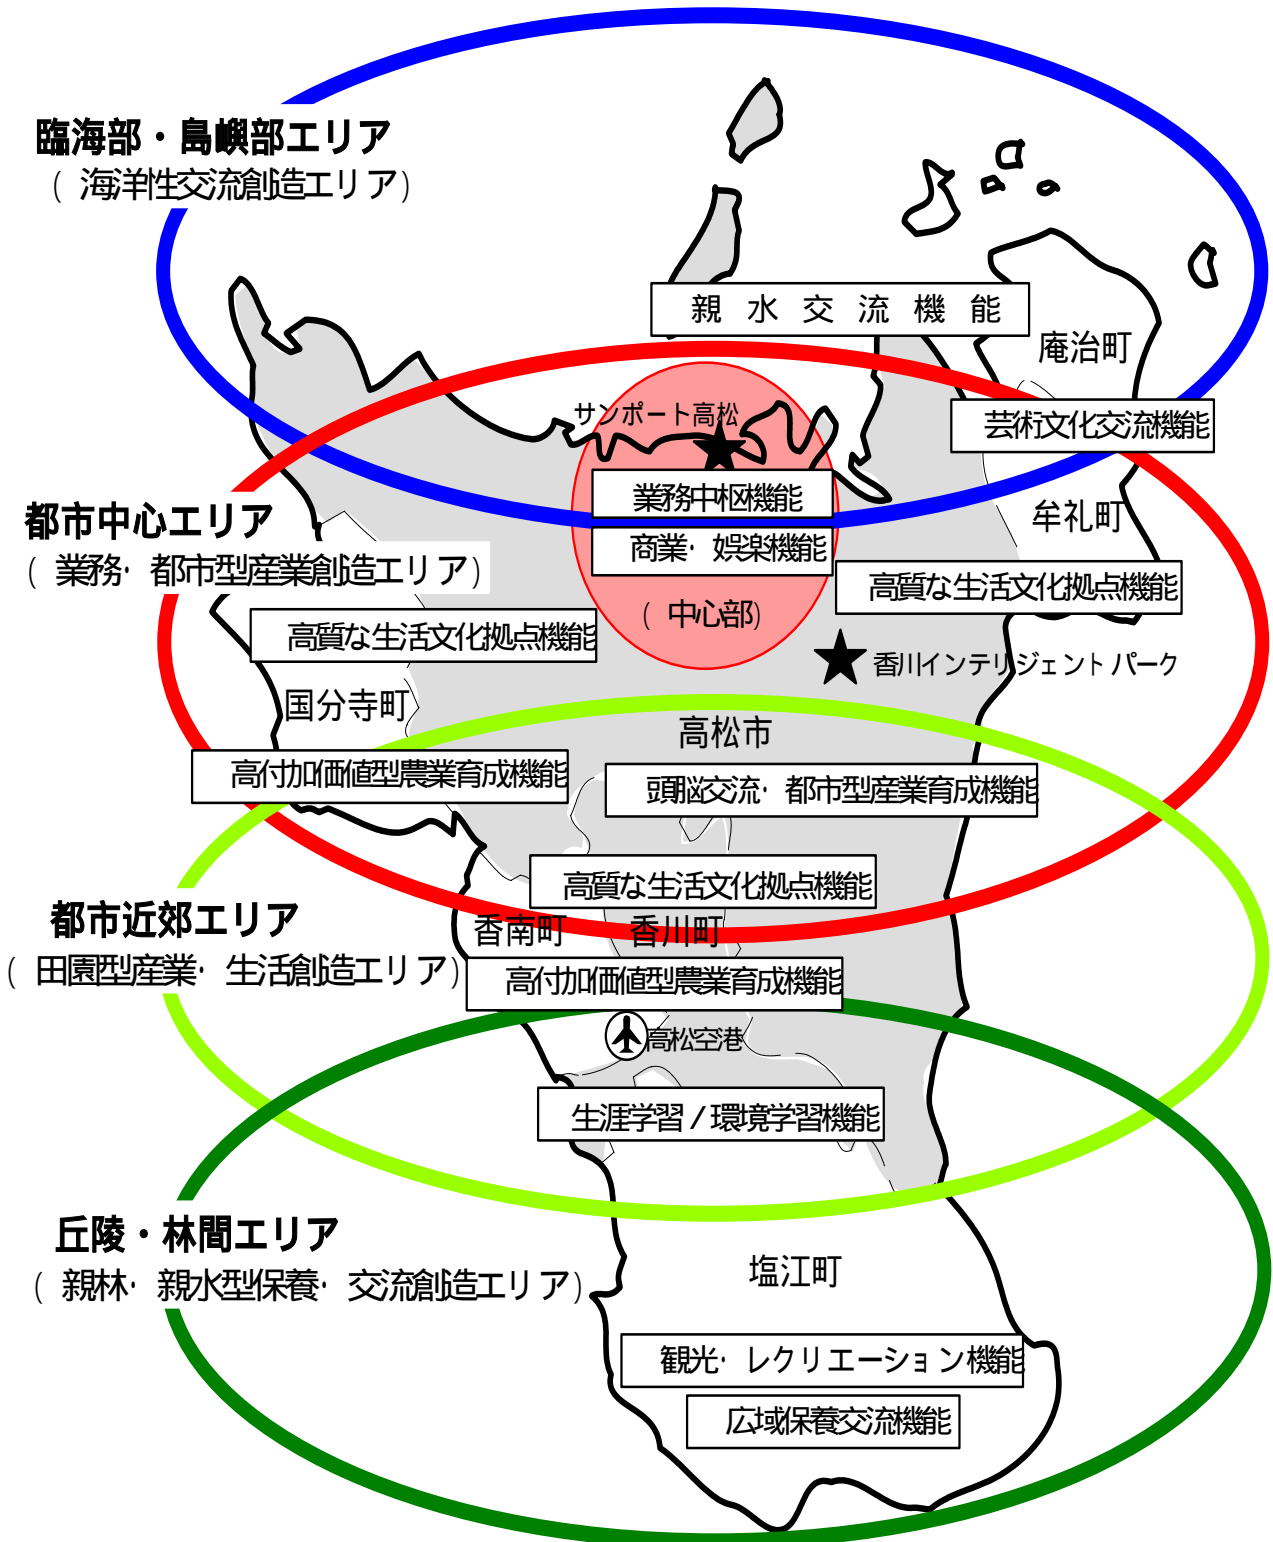 臨海部・島嶼部エリア
(海洋性交流創造エリア)
親水交流機能
庵治町
サンポート高松
芸術文化交流機能
業務中枢機能
都市中心エリア
牟礼町
商業・娯楽機能
(業務・都市型産業創造エリア)
高質な生活文化拠点機能
(中心部)
高質な生活文化拠点機能
香川インテリジェントパーク
国分寺町
高松市
高付加価値型農業育成機能
頭脳交流・都市型産業育成機能
高質な生活文化拠点機能
都市近郊エリア
香南町
香川町
(田園型産業・生活創造エリア)
高付加価値型農業育成機能
高松空港
生涯学習/環境学習機能
丘陵・林間エリア
塩江町
(親林・親水型保養・交流創造エリア)
観光・レクリエーション機能
広域保養交流機能